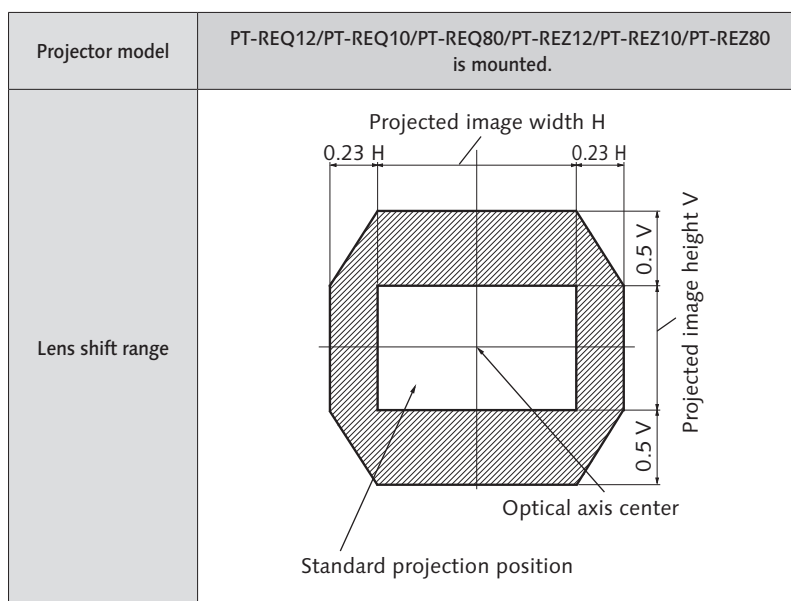 Projector model
PT-REQ12/PT-REQ10/PT-REQ80/PT-REZ12/PT-REZ10/PT-REZ80
is mounted.
Lens shift range
Projected image width H
0.23 H
0.23 H
0.5 V
Projected image height V
0.5 V
Optical axis center
Standard projection position